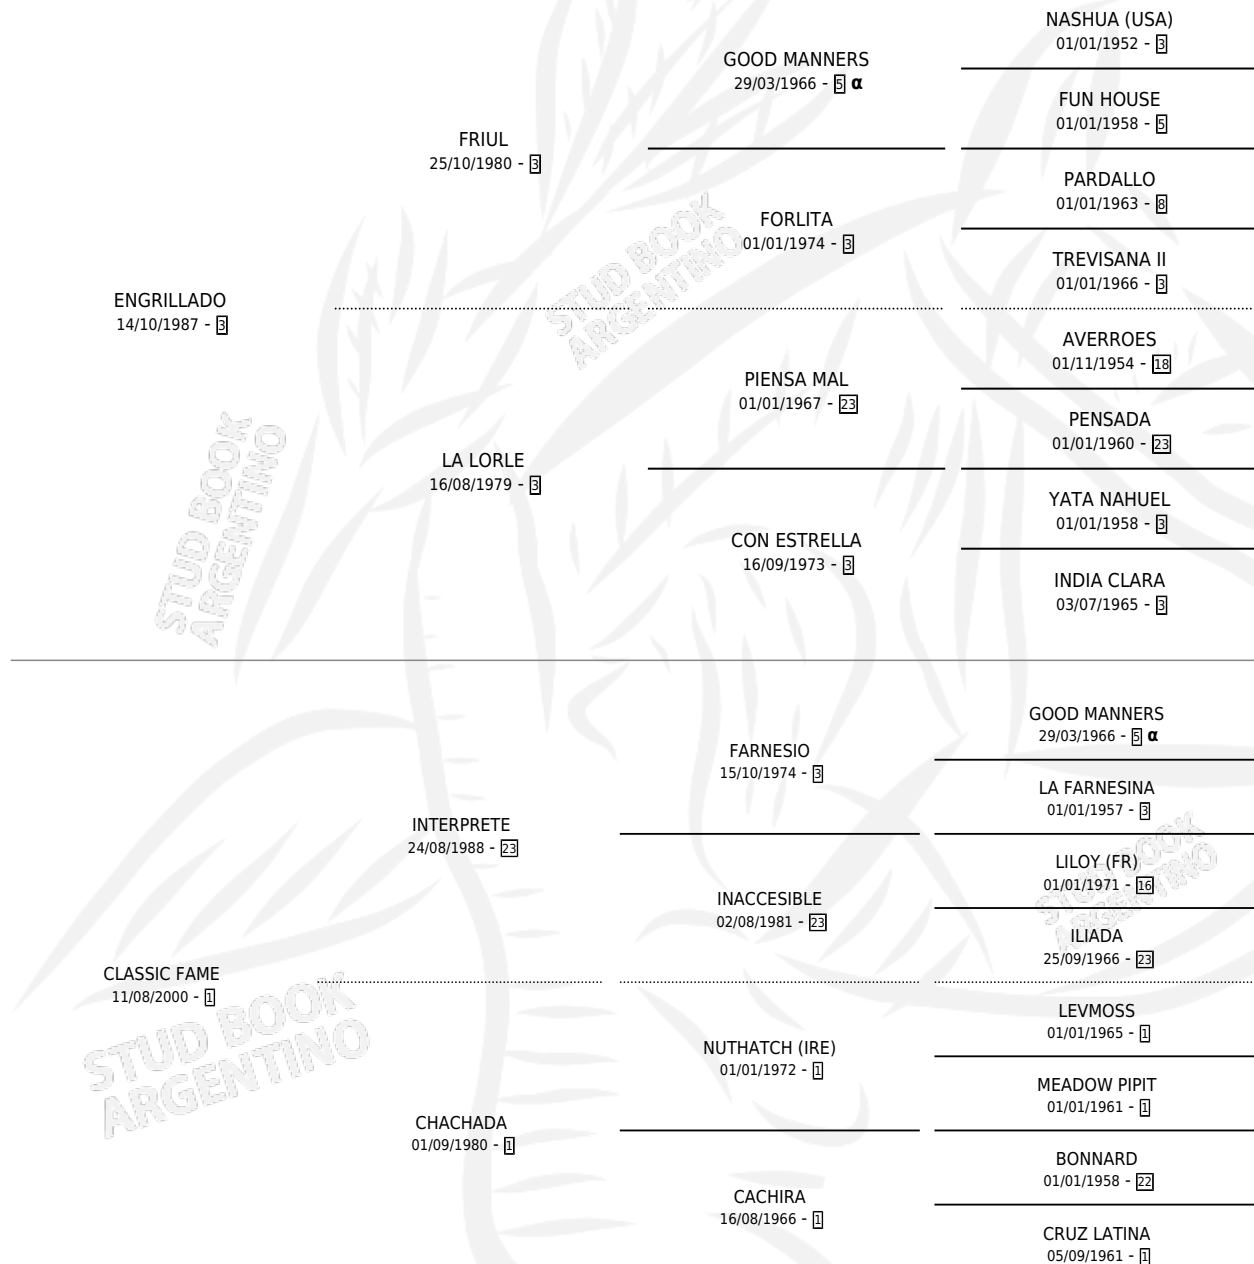 NASHUA (USA)
01/01/1952 - 3
GOOD MANNERS
29/03/1966 - 5 α
FUN HOUSE
01/01/1958 - 5
FRIUL
25/10/1980 - 3
PARDALLO
01/01/1963 - 8
FORLITA
01/01/1974 - 3
TREVISANA II
01/01/1966 - 3
ENGRILLADO
14/10/1987 - 3
AVERROES
01/11/1954 - 18
PIENSA MAL
01/01/1967 - 23
PENSADA
01/01/1960 - 23
LA LORLE
16/08/1979 - 3
YATA NAHUEL
01/01/1958 - 3
CON ESTRELLA
16/09/1973 - 3
INDIA CLARA
03/07/1965 - 3
STUD BOOK
ARGENTINO
STUD BOOK
ARGENTINO
GOOD MANNERS
29/03/1966 - 5 α
FARNESIO
15/10/1974 - 3
LA FARNESINA
01/01/1957 - 3
INTERPRETE
24/08/1988 - 23
LILOY (FR)
01/01/1971 - 16
INACCESIBLE
02/08/1981 - 23
ILIADA
25/09/1966 - 23
CLASSIC FAME
11/08/2000 - 1
LEVMOSS
01/01/1965 - 1
NUTHATCH (IRE)
01/01/1972 - 1
MEADOW PIPIT
01/01/1961 - 1
CHACHADA
01/09/1980 - 1
BONNARD
01/01/1958 - 22
CACHIRA
16/08/1966 - 1
CRUZ LATINA
05/09/1961 - 1
STUD BOOK
ARGENTINO
STUD BOOK
ARGENTINO